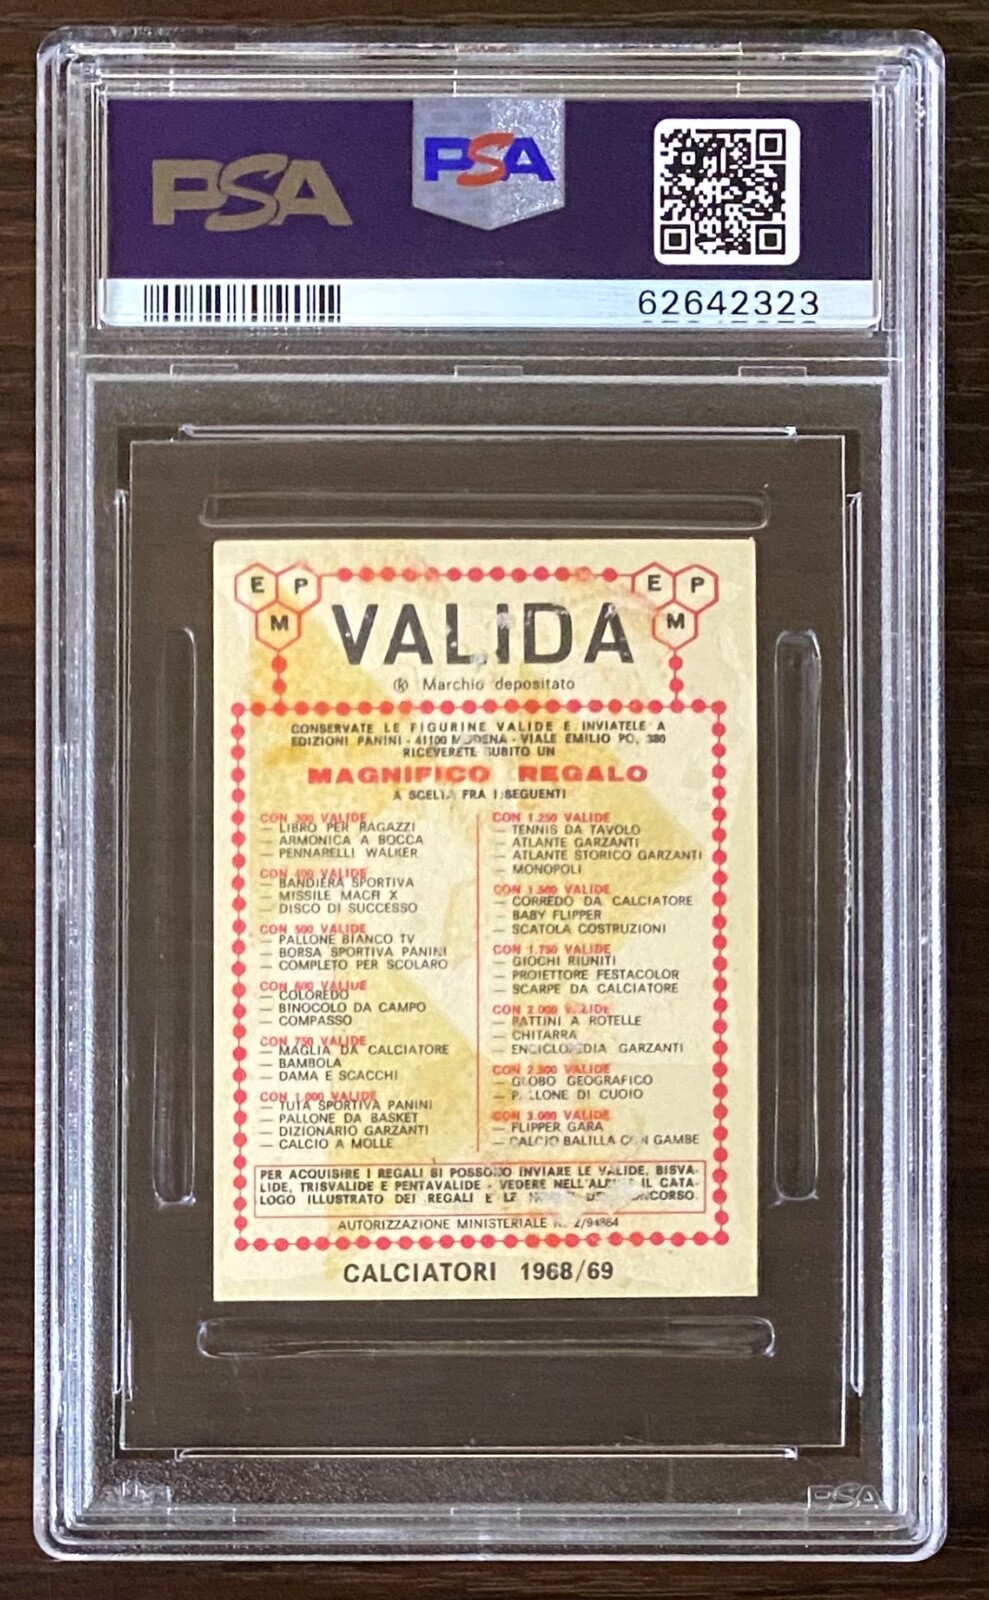 PSA
PSA
62642323
E P M
E P M
VALIDA
Marchio depositato
CONSERVATE LE FIGURINE VALIDE E INVIATELE A
EDIZIONI PANINI - 41100 MODENA - VIALE EMILIO PO, 380
RICEVERETE SUBITO UN
MAGNIFICO REGALO
A SCELTA FRA I SEGUENTI
CON 300 VALIDE
— LIBRO PER RAGAZZI
— ARMONICA A BOCCA
— PENNARELLI WALKER
CON 400 VALIDE
— BANDIERA SPORTIVA
— MISSILE MACH X
— DISCO DI SUCCESSO
CON 500 VALIDE
— PALLONE BIANCO TV
— BORSA SPORTIVA PANINI
— COMPLETO PER SCOLARO
CON 600 VALIDE
— COLOREDO
— BINOCOLO DA CAMPO
— COMPASSO
CON 750 VALIDE
— MAGLIA DA CALCIATORE
— BAMBOLA
— DAMA E SCACCHI
CON 1.000 VALIDE
— TUTA SPORTIVA PANINI
— PALLONE DA BASKET
— DIZIONARIO GARZANTI
— CALCIO A MOLLE
CON 1.250 VALIDE
— TENNIS DA TAVOLO
— ATLANTE GARZANTI
— ATLANTE STORICO GARZANTI
— MONOPOLI
CON 1.500 VALIDE
— CORREDO DA CALCIATORE
— BABY FLIPPER
— SCATOLA COSTRUZIONI
CON 1.750 VALIDE
— GIOCHI RIUNITI
— PROIETTORE FESTACOLOR
— SCARPE DA CALCIATORE
CON 2.000 VALIDE
— PATTINI A ROTELLE
— CHITARRA
— ENCICLOPEDIA GARZANTI
CON 2.500 VALIDE
— GLOBO GEOGRAFICO
— PALLONE DI CUOIO
CON 3.000 VALIDE
— FLIPPER GARA
— CALCIO BALILLA CON GAMBE
PER ACQUISIRE I REGALI SI POSSONO INVIARE LE VALIDE, BISVA-
LIDE, TRISVALIDE E PENTAVALIDE - VEDERE NELL'ALBUM IL CATA-
LOGO ILLUSTRATO DEI REGALI E LE NORME DEL CONCORSO.
AUTORIZZAZIONE MINISTERIALE N. 2/94864
CALCIATORI 1968/69
PSA